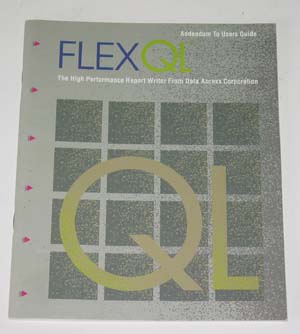 Addendum To Users Guide
FLEXQL
The High Performance Report Writer From Data Access Corporation
QL